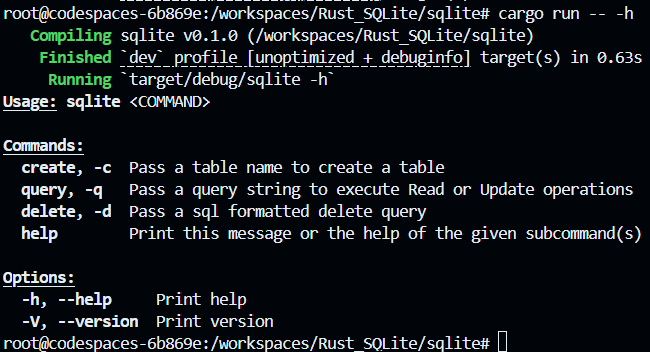 root@codespaces-6b869e:/workspaces/Rust_SQLite/sqlite# cargo run -- -h
Compiling sqlite v0.1.0 (/workspaces/Rust_SQLite/sqlite)
Finished `dev` profile [unoptimized + debuginfo] target(s) in 0.63s
Running `target/debug/sqlite -h`
Usage: sqlite <COMMAND>
Commands:
create, -c  Pass a table name to create a table
query, -q   Pass a query string to execute Read or Update operations
delete, -d  Pass a sql formatted delete query
help        Print this message or the help of the given subcommand(s)
Options:
-h, --help     Print help
-V, --version  Print version
root@codespaces-6b869e:/workspaces/Rust_SQLite/sqlite#